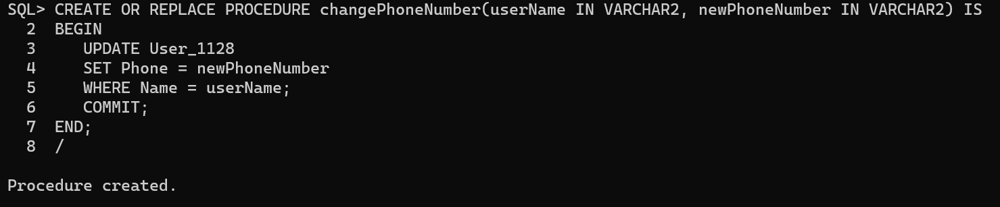 SQL> CREATE OR REPLACE PROCEDURE changePhoneNumber(userName IN VARCHAR2, newPhoneNumber IN VARCHAR2) IS
  2  BEGIN
  3     UPDATE User_1128
  4     SET Phone = newPhoneNumber
  5     WHERE Name = userName;
  6     COMMIT;
  7  END;
  8  /
Procedure created.